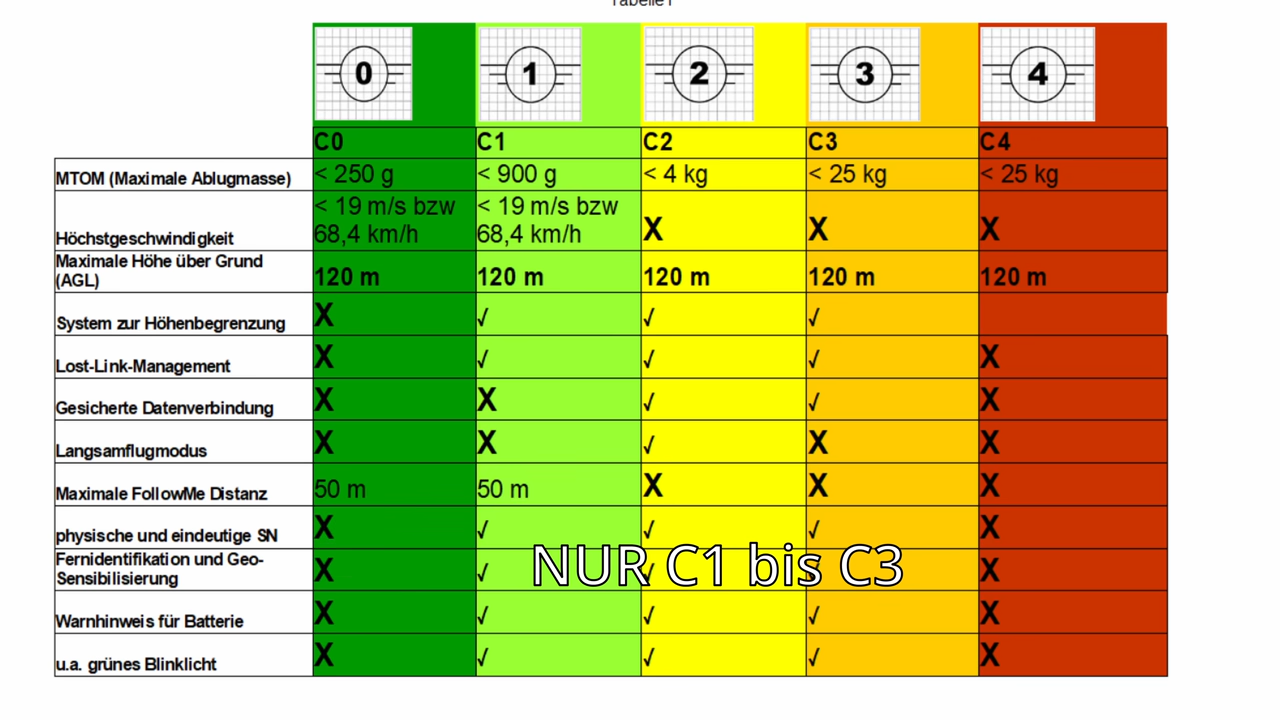 Tabelle1
0 1 2 3 4
C0 C1 C2 C3 C4
MTOM (Maximale Ablugmasse) < 250 g < 900 g < 4 kg < 25 kg < 25 kg
< 19 m/s bzw < 19 m/s bzw
Höchstgeschwindigkeit 68,4 km/h 68,4 km/h X X X
Maximale Höhe über Grund
(AGL) 120 m 120 m 120 m 120 m 120 m
System zur Höhenbegrenzung X √ √ √
Lost-Link-Management X √ √ √ X
Gesicherte Datenverbindung X X √ √ X
Langsamflugmodus X X √ X X
Maximale FollowMe Distanz 50 m 50 m X X X
physische und eindeutige SN X √ √ √ X
Fernidentifikation und Geo-
Sensibilisierung X √ √ √ X
NUR C1 bis C3
Warnhinweis für Batterie X √ √ √ X
u.a. grünes Blinklicht X √ √ √ X